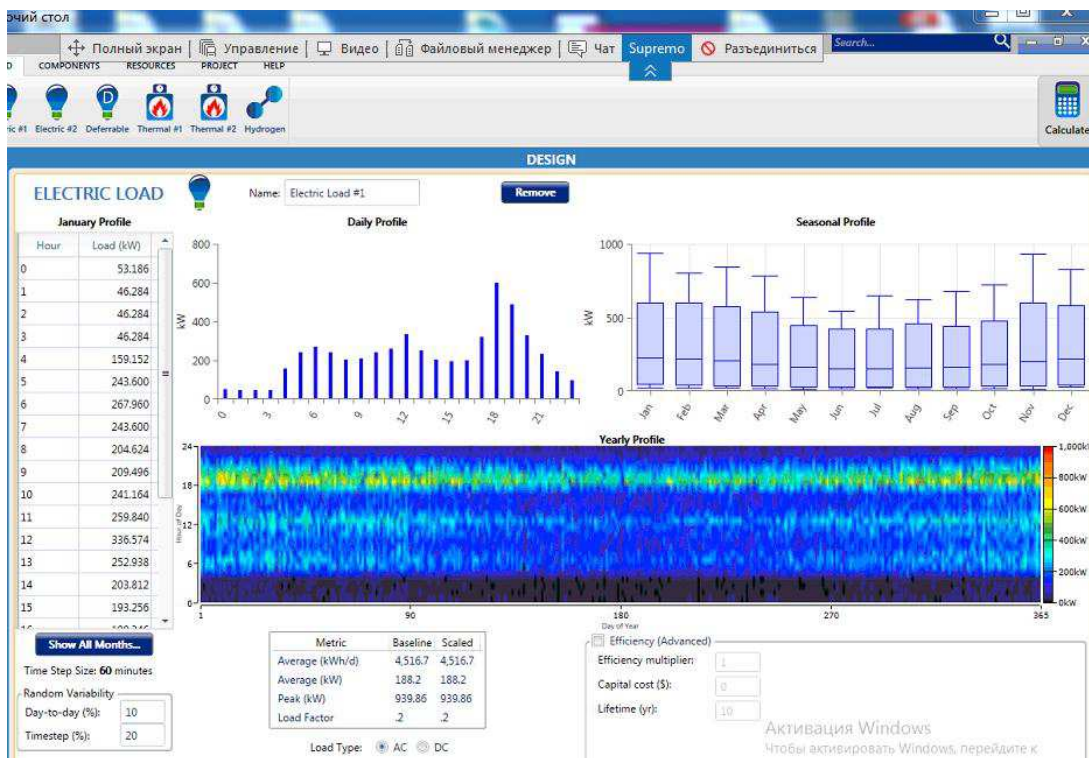 очий стол
Полный экран | Управление | Видео | Файловый менеджер | Чат Supremo Разъединиться Search...
COMPONENTS RESOURCES PROJECT HELP
ric #1 Electric #2 Deferrable Thermal #1 Thermal #2 Hydrogen Calculate
DESIGN
ELECTRIC LOAD Name: Electric Load #1 Remove
January Profile
Hour Load (kW)
0 53.186
1 46.284
2 46.284
3 46.284
4 159.152
5 243.600
6 267.960
7 243.600
8 204.624
9 209.496
10 241.164
11 259.840
12 336.574
13 252.938
14 203.812
15 193.256
Daily Profile
kW
800
600
400
200
0
0 3 6 9 12 15 18 21
Seasonal Profile
kW
1000
500
0
Jan Feb Mar Apr May Jun Jul Aug Sep Oct Nov Dec
Yearly Profile
Hour of Day
24
18
12
6
0
1 90 180 270 365
Day of Year
1,000k
800kW
600kW
400kW
200kW
0kW
Show All Months...
Time Step Size: 60 minutes
Random Variability
Day-to-day (%): 10
Timestep (%): 20
Metric Baseline Scaled
Average (kWh/d) 4,516.7 4,516.7
Average (kW) 188.2 188.2
Peak (kW) 939.86 939.86
Load Factor .2 .2
Load Type: AC DC
Efficiency (Advanced)
Efficiency multiplier: 1
Capital cost ($): 0
Lifetime (yr): 10
Активация Windows
Чтобы активировать Windows, перейдите к